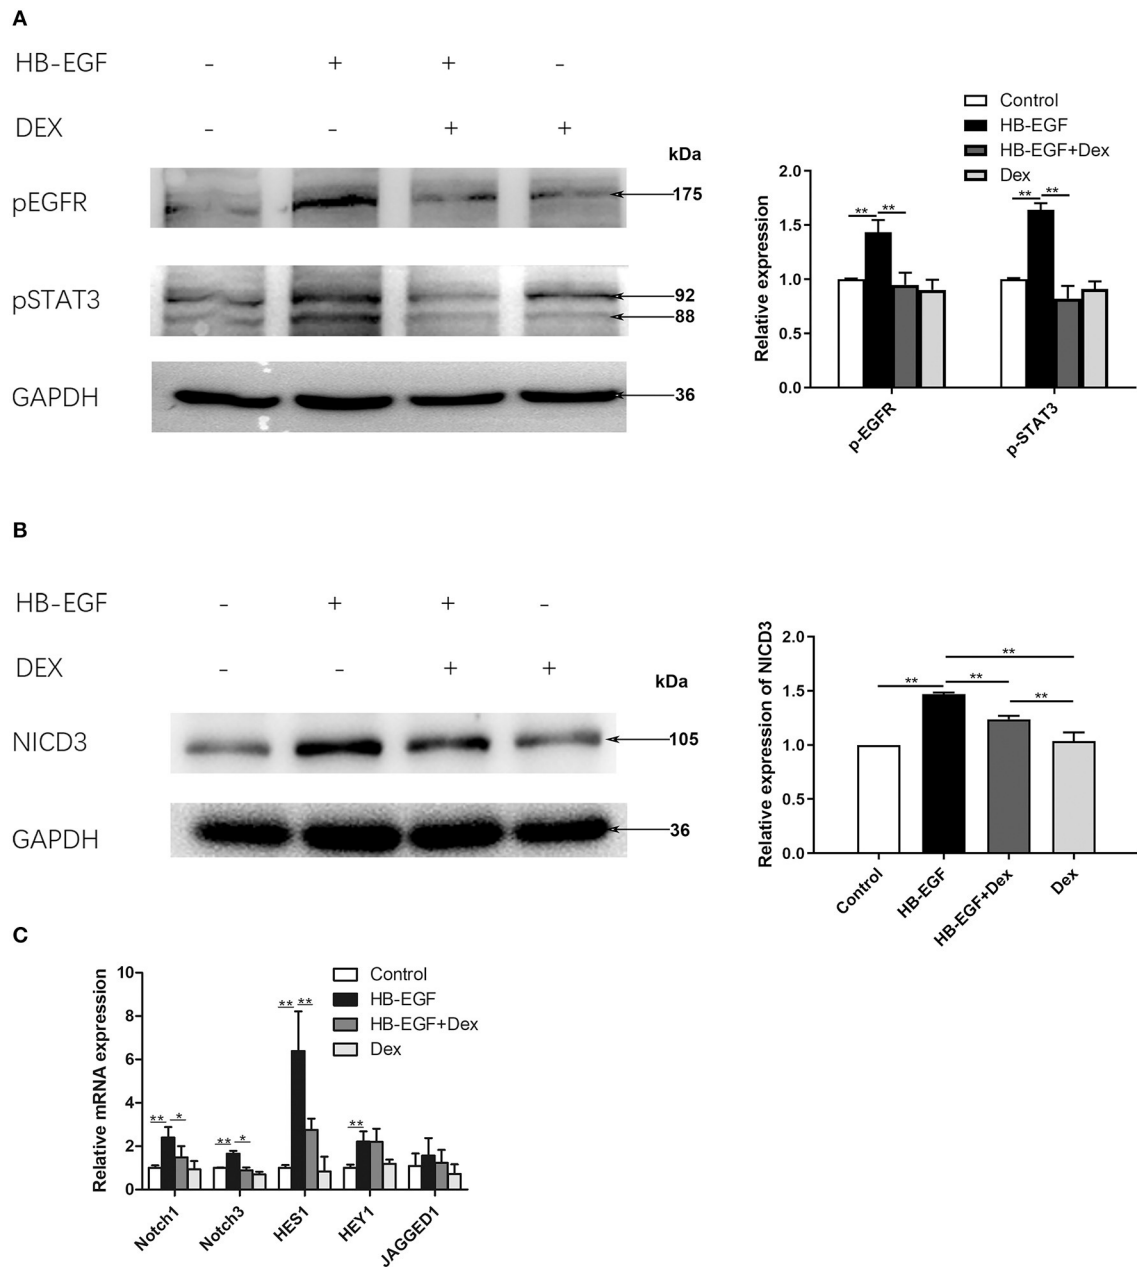 A
HB-EGF - + + -
DEX - - + +
kDa
pEGFR 175
pSTAT3 92
88
GAPDH 36
Control
HB-EGF
HB-EGF+Dex
Dex
Relative expression
2.0
1.5
1.0
0.5
0.0
** ** ** **
p-EGFR p-STAT3
B
HB-EGF - + + -
DEX - - + +
kDa
NICD3 105
GAPDH 36
Relative expression of NICD3
2.0
1.5
1.0
0.5
0.0
**
** **
**
Control HB-EGF HB-EGF+Dex Dex
C
Control
HB-EGF
HB-EGF+Dex
Dex
Relative mRNA expression
10
8
6
4
2
0
** * ** * ** ** **
Notch1 Notch3 HES1 HEY1 JAGGED1